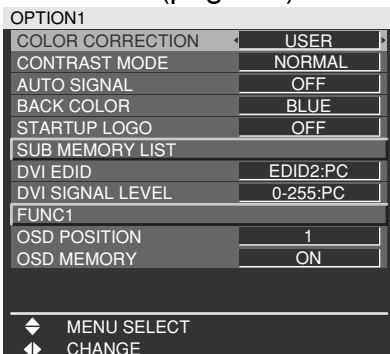 OPTION1
COLOR CORRECTION USER
CONTRAST MODE NORMAL
AUTO SIGNAL OFF
BACK COLOR BLUE
STARTUP LOGO OFF
SUB MEMORY LIST
DVI EDID EDID2:PC
DVI SIGNAL LEVEL 0-255:PC
FUNC1
OSD POSITION 1
OSD MEMORY ON
MENU SELECT
CHANGE